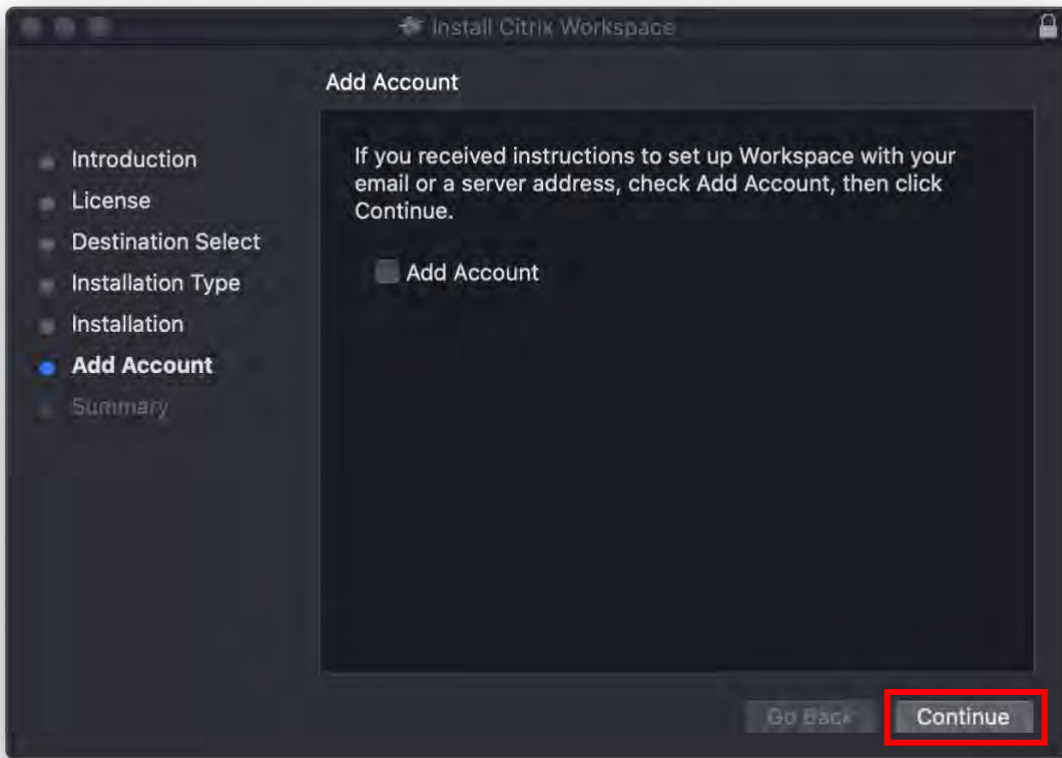 Install Citrix Workspace
Add Account
Introduction
License
Destination Select
Installation Type
Installation
Add Account
Summary
If you received instructions to set up Workspace with your
email or a server address, check Add Account, then click
Continue.
Add Account
Go Back
Continue